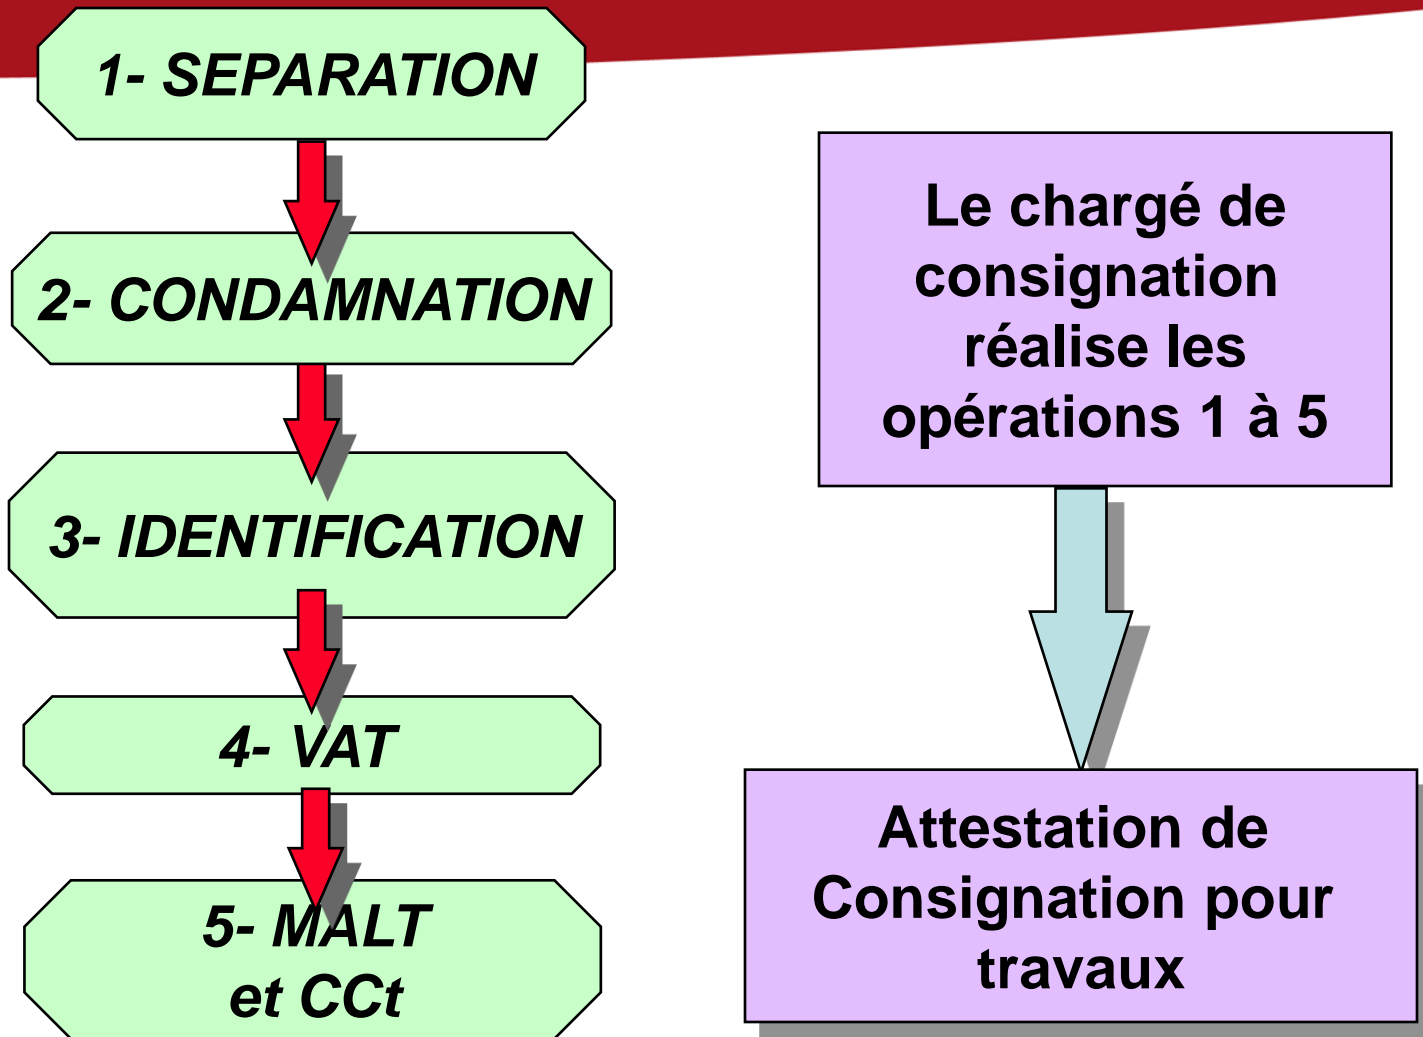 1- SEPARATION
2- CONDAMNATION
3- IDENTIFICATION
4- VAT
5- MALT
et CCt
Le chargé de
consignation
réalise les
opérations 1 à 5
Attestation de
Consignation pour
travaux